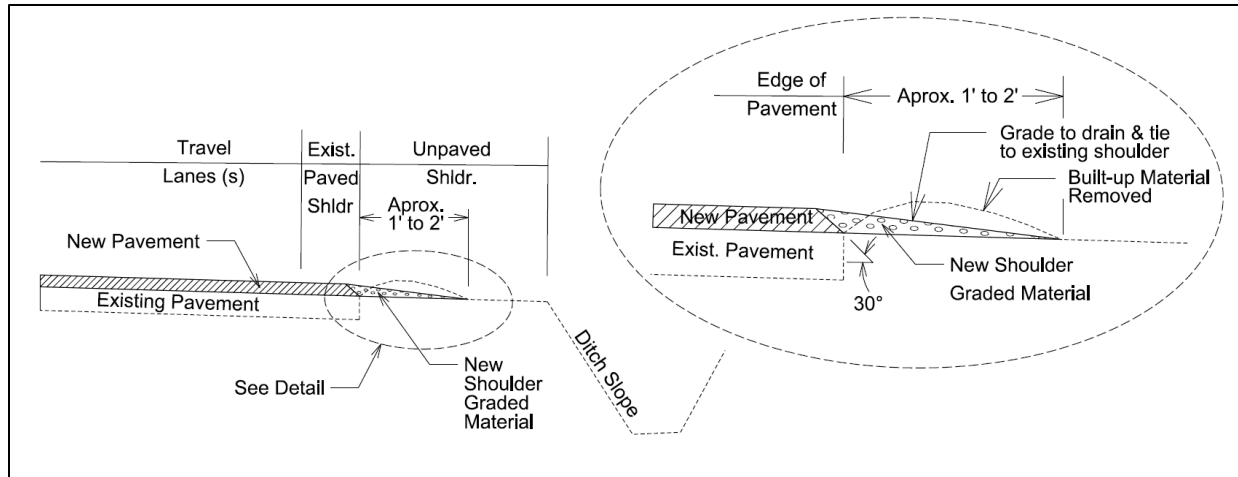 Travel
Lanes (s)
Exist.
Paved
Shldr
Unpaved
Shldr.
Aprox.
1' to 2'
New Pavement
Existing Pavement
See Detail
New
Shoulder
Graded
Material
Ditch Slope
Edge of
Pavement
Aprox. 1' to 2'
Grade to drain & tie
to existing shoulder
Built-up Material
Removed
New Pavement
Exist. Pavement
30°
New Shoulder
Graded Material